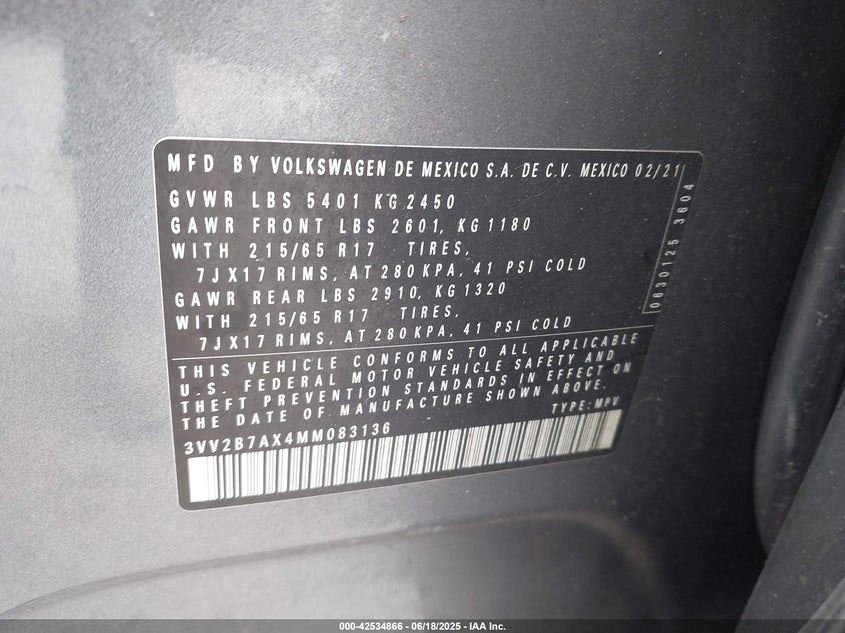 MFD BY VOLKSWAGEN DE MEXICO S.A. DE C.V. MEXICO 02/21
GVWR LBS 5401 KG 2450
GAWR FRONT LBS 2601, KG 1180
WITH 215/65 R17 TIRES,
7JX17 RIMS, AT 280 KPA, 41 PSI COLD
GAWR REAR LBS 2910, KG 1320
WITH 215/65 R17 TIRES,
7JX17 RIMS, AT 280 KPA, 41 PSI COLD
THIS VEHICLE CONFORMS TO ALL APPLICABLE
U.S. FEDERAL MOTOR VEHICLE SAFETY AND
THEFT PREVENTION STANDARDS IN EFFECT ON
THE DATE OF MANUFACTURE SHOWN ABOVE.
TYPE: MPV
3VV2B7AX4MM083136
0630125 3604
000-42534866 - 06/18/2025 - IAA Inc.